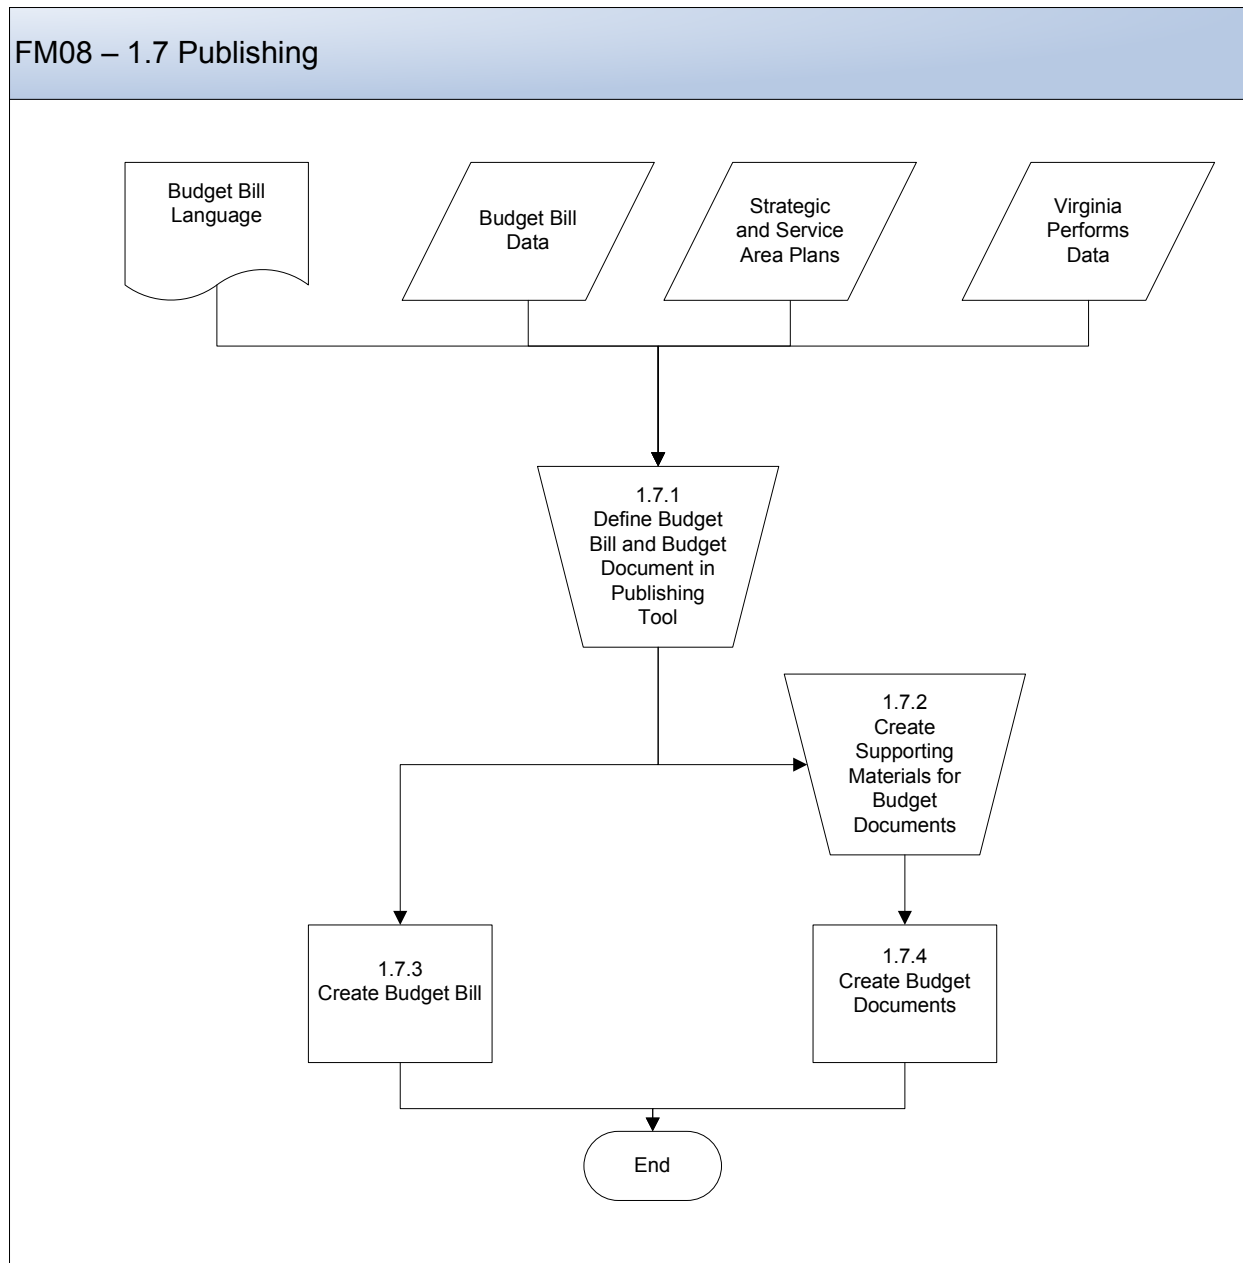 FM08 – 1.7 Publishing
Budget Bill
Language
Budget Bill
Data
Strategic
and Service
Area Plans
Virginia
Performs
Data
1.7.1
Define Budget
Bill and Budget
Document in
Publishing
Tool
1.7.2
Create
Supporting
Materials for
Budget
Documents
1.7.3
Create Budget Bill
1.7.4
Create Budget
Documents
End